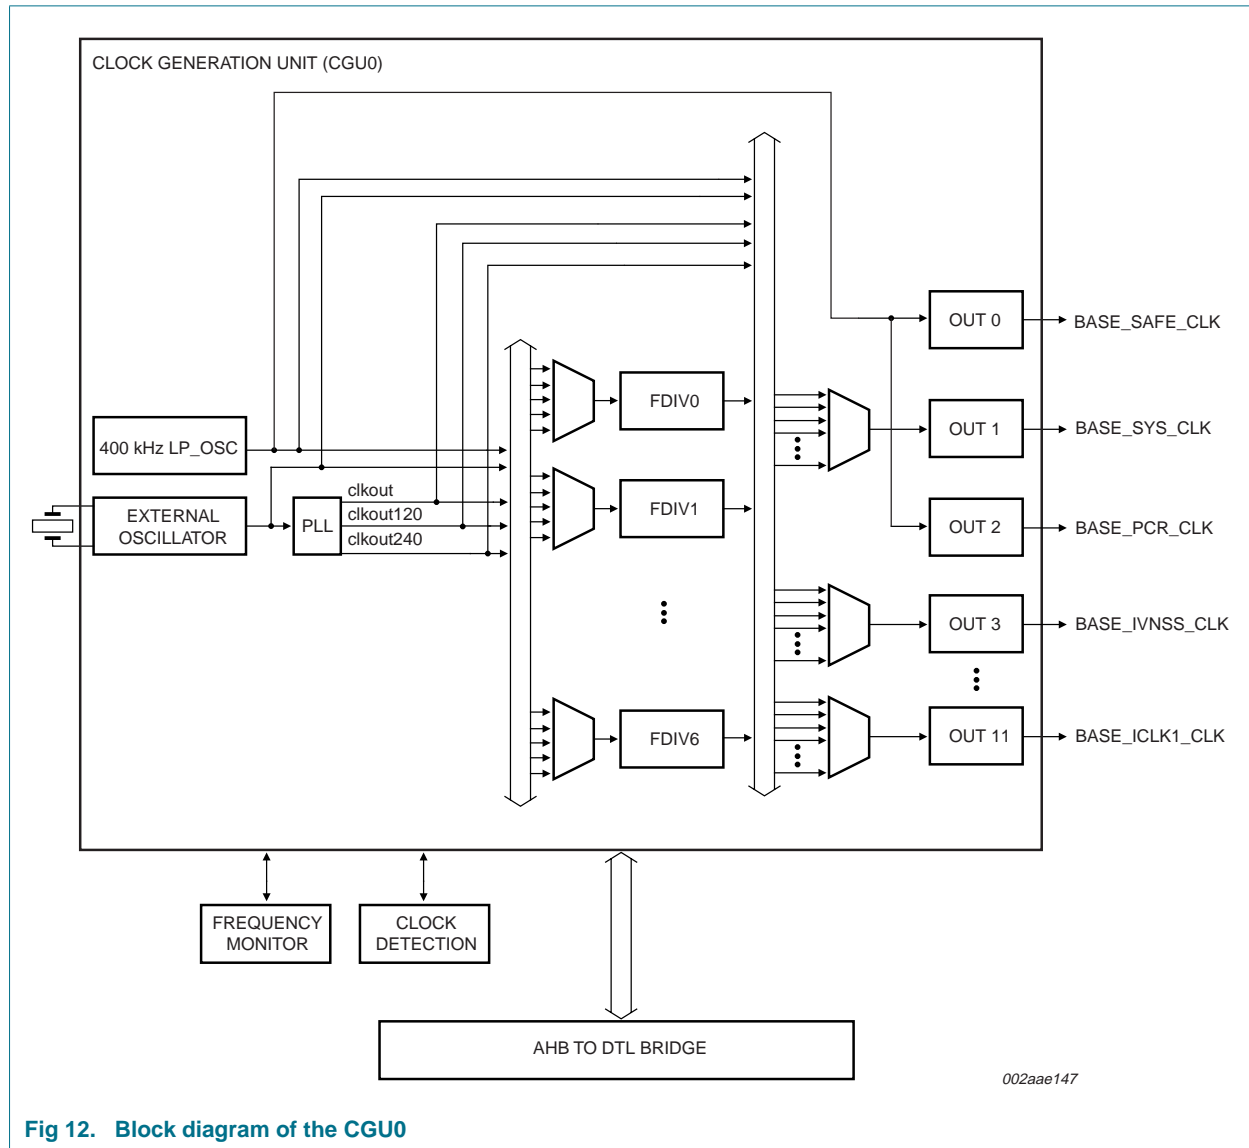 CLOCK GENERATION UNIT (CGU0)
OUT 0
BASE_SAFE_CLK
FDIV0
400 kHz LP_OSC
OUT 1
BASE_SYS_CLK
EXTERNAL
OSCILLATOR
PLL
clkout
clkout120
clkout240
FDIV1
OUT 2
BASE_PCR_CLK
OUT 3
BASE_IVNSS_CLK
FDIV6
OUT 11
BASE_ICLK1_CLK
FREQUENCY
MONITOR
CLOCK
DETECTION
AHB TO DTL BRIDGE
002aae147
Fig 12. Block diagram of the CGU0